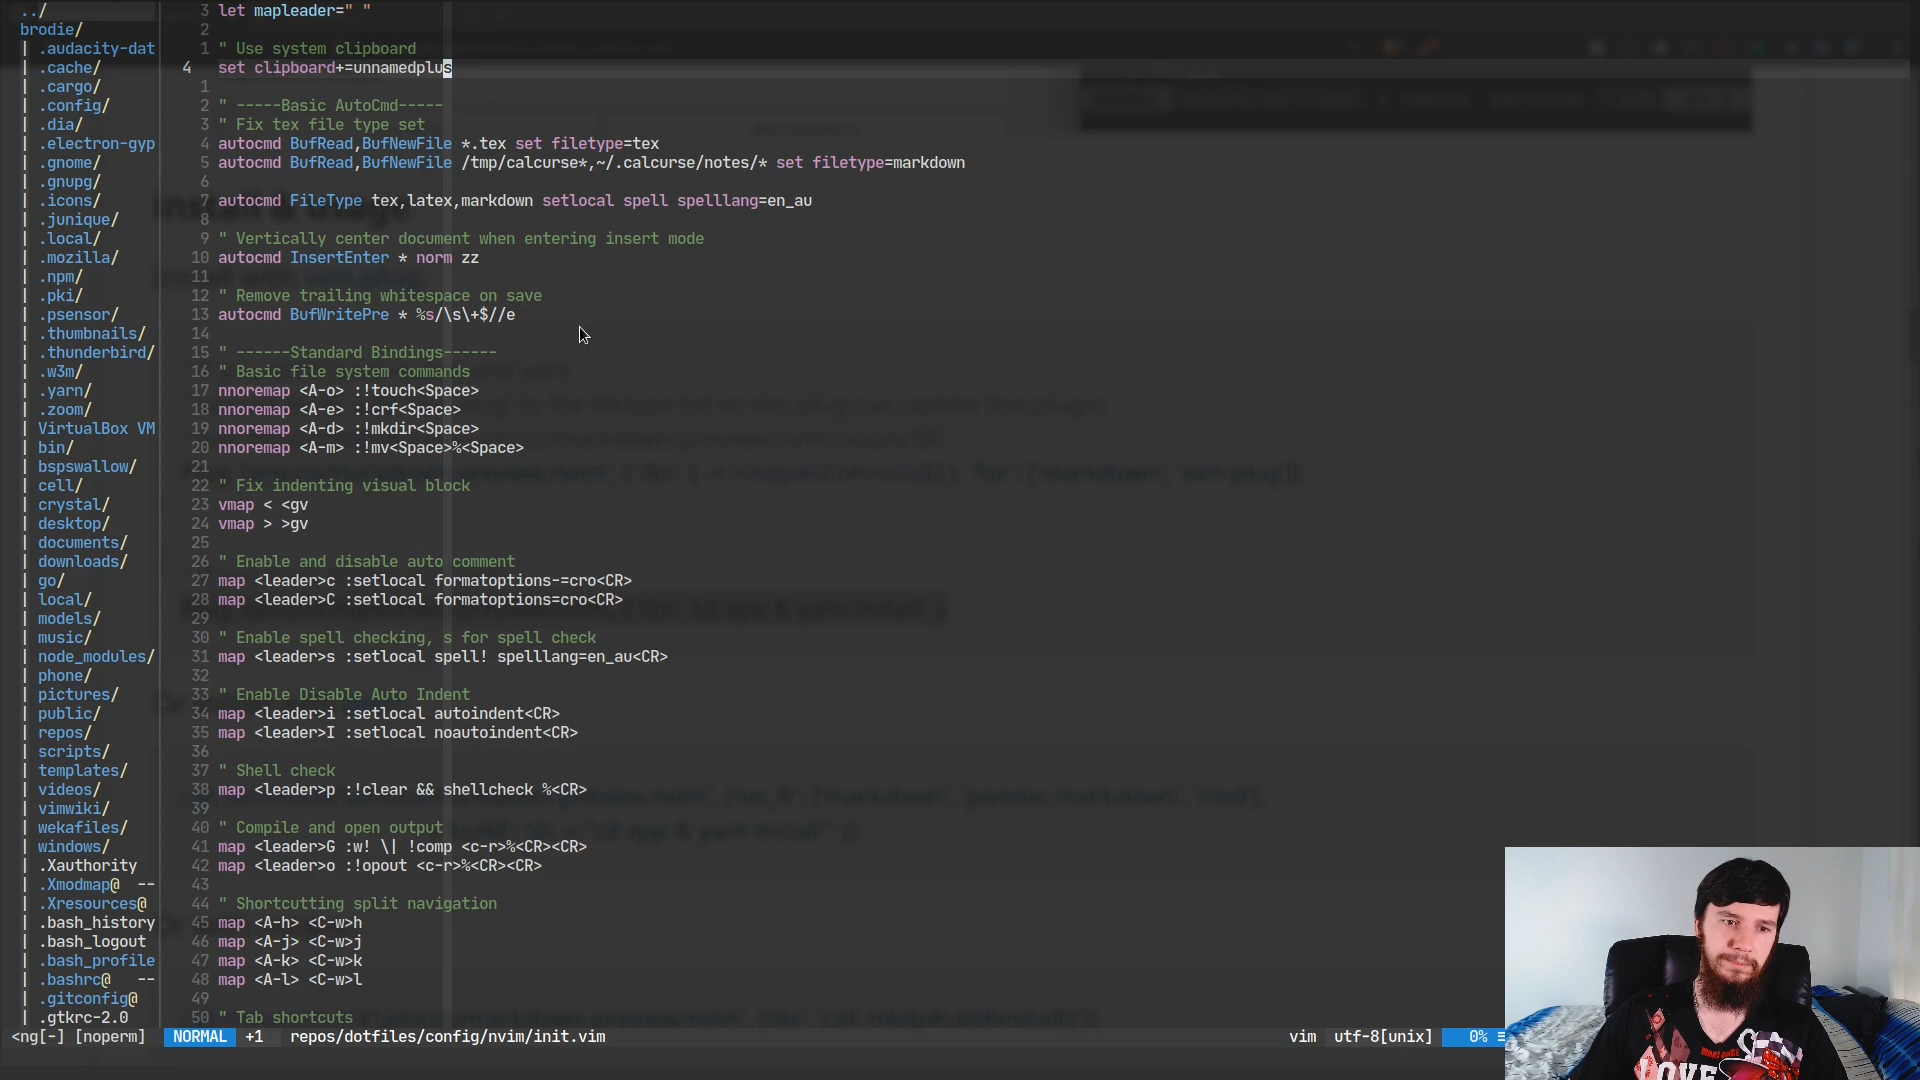 ../
brodie/
| .audacity-dat
| .cache/
| .cargo/
| .config/
| .dia/
| .electron-gyp
| .gnome/
| .gnupg/
| .icons/
| .junique/
| .local/
| .mozilla/
| .npm/
| .pki/
| .psensor/
| .thumbnails/
| .thunderbird/
| .w3m/
| .yarn/
| .zoom/
| VirtualBox VM
| bin/
| bspswallow/
| cell/
| crystal/
| desktop/
| documents/
| downloads/
| go/
| local/
| models/
| music/
| node_modules/
| phone/
| pictures/
| public/
| repos/
| scripts/
| templates/
| videos/
| vimwiki/
| wekafiles/
| windows/
| .Xauthority
| .Xmodmap@ --
| .Xresources@
| .bash_history
| .bash_logout
| .bash_profile
| .bashrc@ --
| .gitconfig@
| .gtkrc-2.0
3 let mapleader=" "
2
1 " Use system clipboard
4 set clipboard+=unnamedplus
1
2 " -----Basic AutoCmd-----
3 " Fix tex file type set
4 autocmd BufRead,BufNewFile *.tex set filetype=tex
5 autocmd BufRead,BufNewFile /tmp/calcurse*,~/.calcurse/notes/* set filetype=markdown
6
7 autocmd FileType tex,latex,markdown setlocal spell spelllang=en_au
8
9 " Vertically center document when entering insert mode
10 autocmd InsertEnter * norm zz
11
12 " Remove trailing whitespace on save
13 autocmd BufWritePre * %s/\s\+$//e
14
15 " ------Standard Bindings------
16 " Basic file system commands
17 nnoremap <A-o> :!touch<Space>
18 nnoremap <A-e> :!crf<Space>
19 nnoremap <A-d> :!mkdir<Space>
20 nnoremap <A-m> :!mv<Space>%<Space>
21
22 " Fix indenting visual block
23 vmap < <gv
24 vmap > >gv
25
26 " Enable and disable auto comment
27 map <leader>c :setlocal formatoptions-=cro<CR>
28 map <leader>C :setlocal formatoptions=cro<CR>
29
30 " Enable spell checking, s for spell check
31 map <leader>s :setlocal spell! spelllang=en_au<CR>
32
33 " Enable Disable Auto Indent
34 map <leader>i :setlocal autoindent<CR>
35 map <leader>I :setlocal noautoindent<CR>
36
37 " Shell check
38 map <leader>p :!clear && shellcheck %<CR>
39
40 " Compile and open output
41 map <leader>G :w! \| !comp <c-r>%<CR><CR>
42 map <leader>o :!opout <c-r>%<CR><CR>
43
44 " Shortcutting split navigation
45 map <A-h> <C-w>h
46 map <A-j> <C-w>j
47 map <A-k> <C-w>k
48 map <A-l> <C-w>l
49
50 " Tab shortcuts
<ng[-] [noperm] NORMAL +1 repos/dotfiles/config/nvim/init.vim vim utf-8[unix] 0% ≡
LOVE